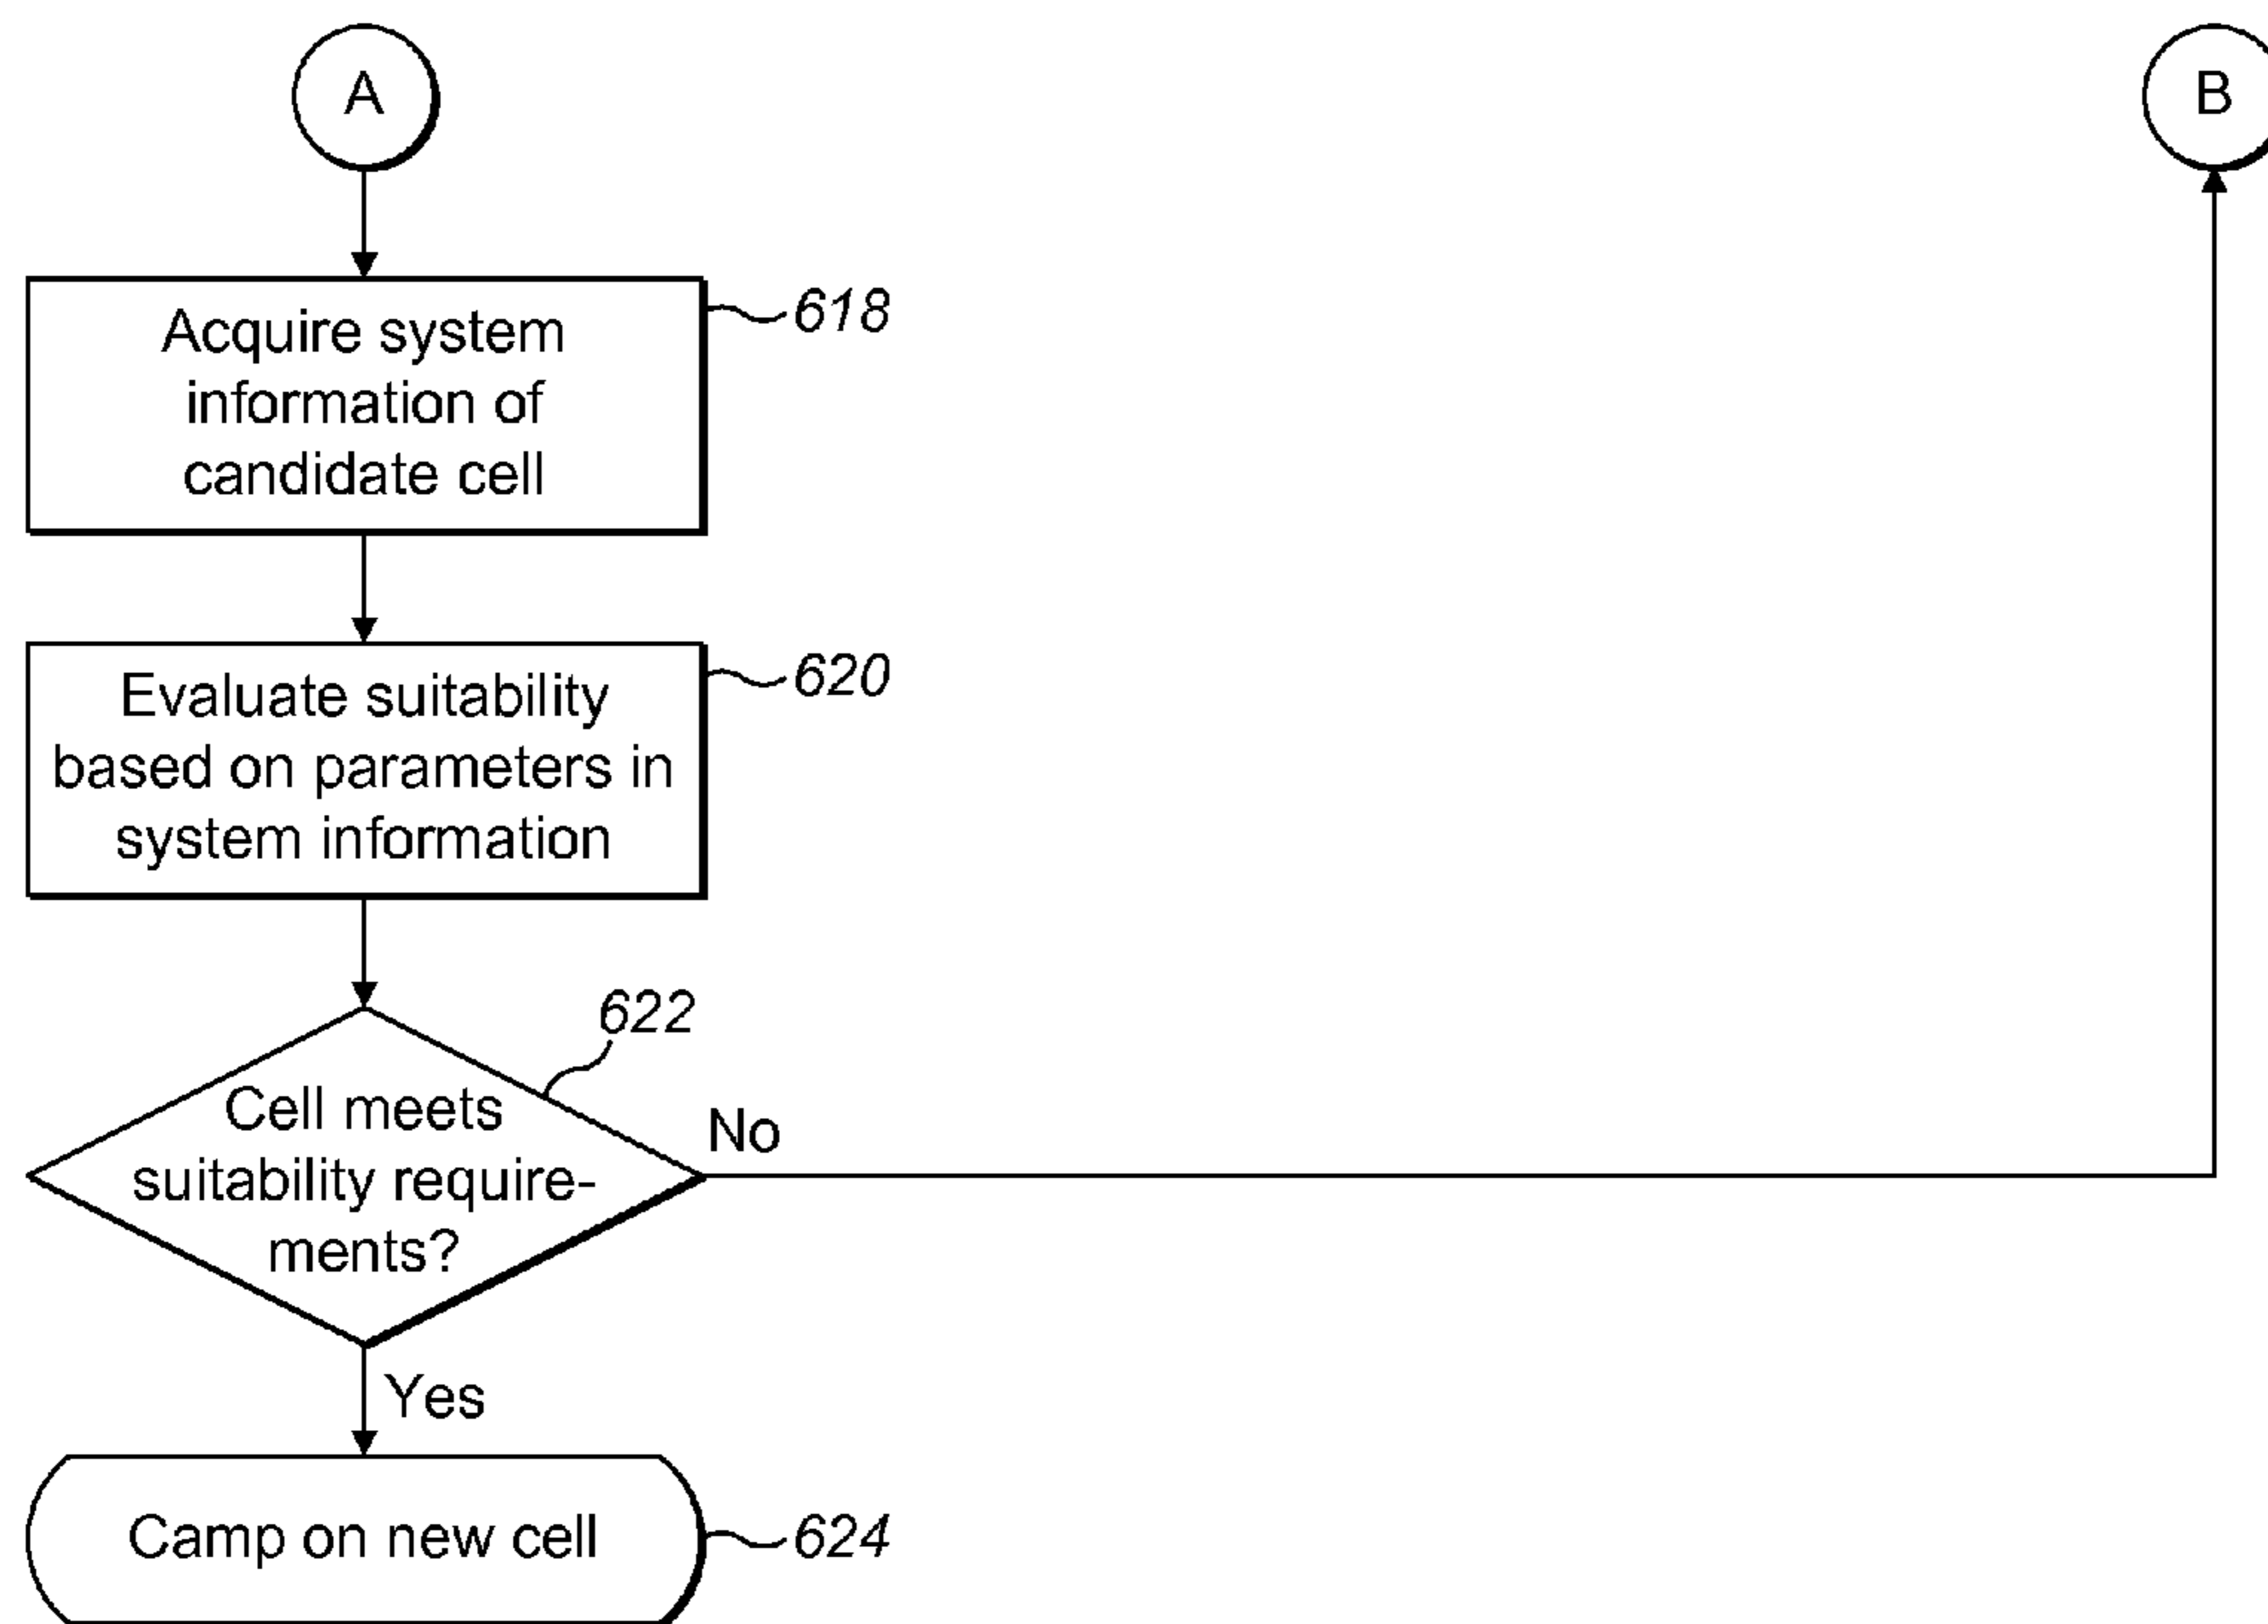 A
B
Acquire system
information of
candidate cell
618
Evaluate suitability
based on parameters in
system information
620
622
Cell meets
suitability require-
ments?
No
Yes
Camp on new cell
624